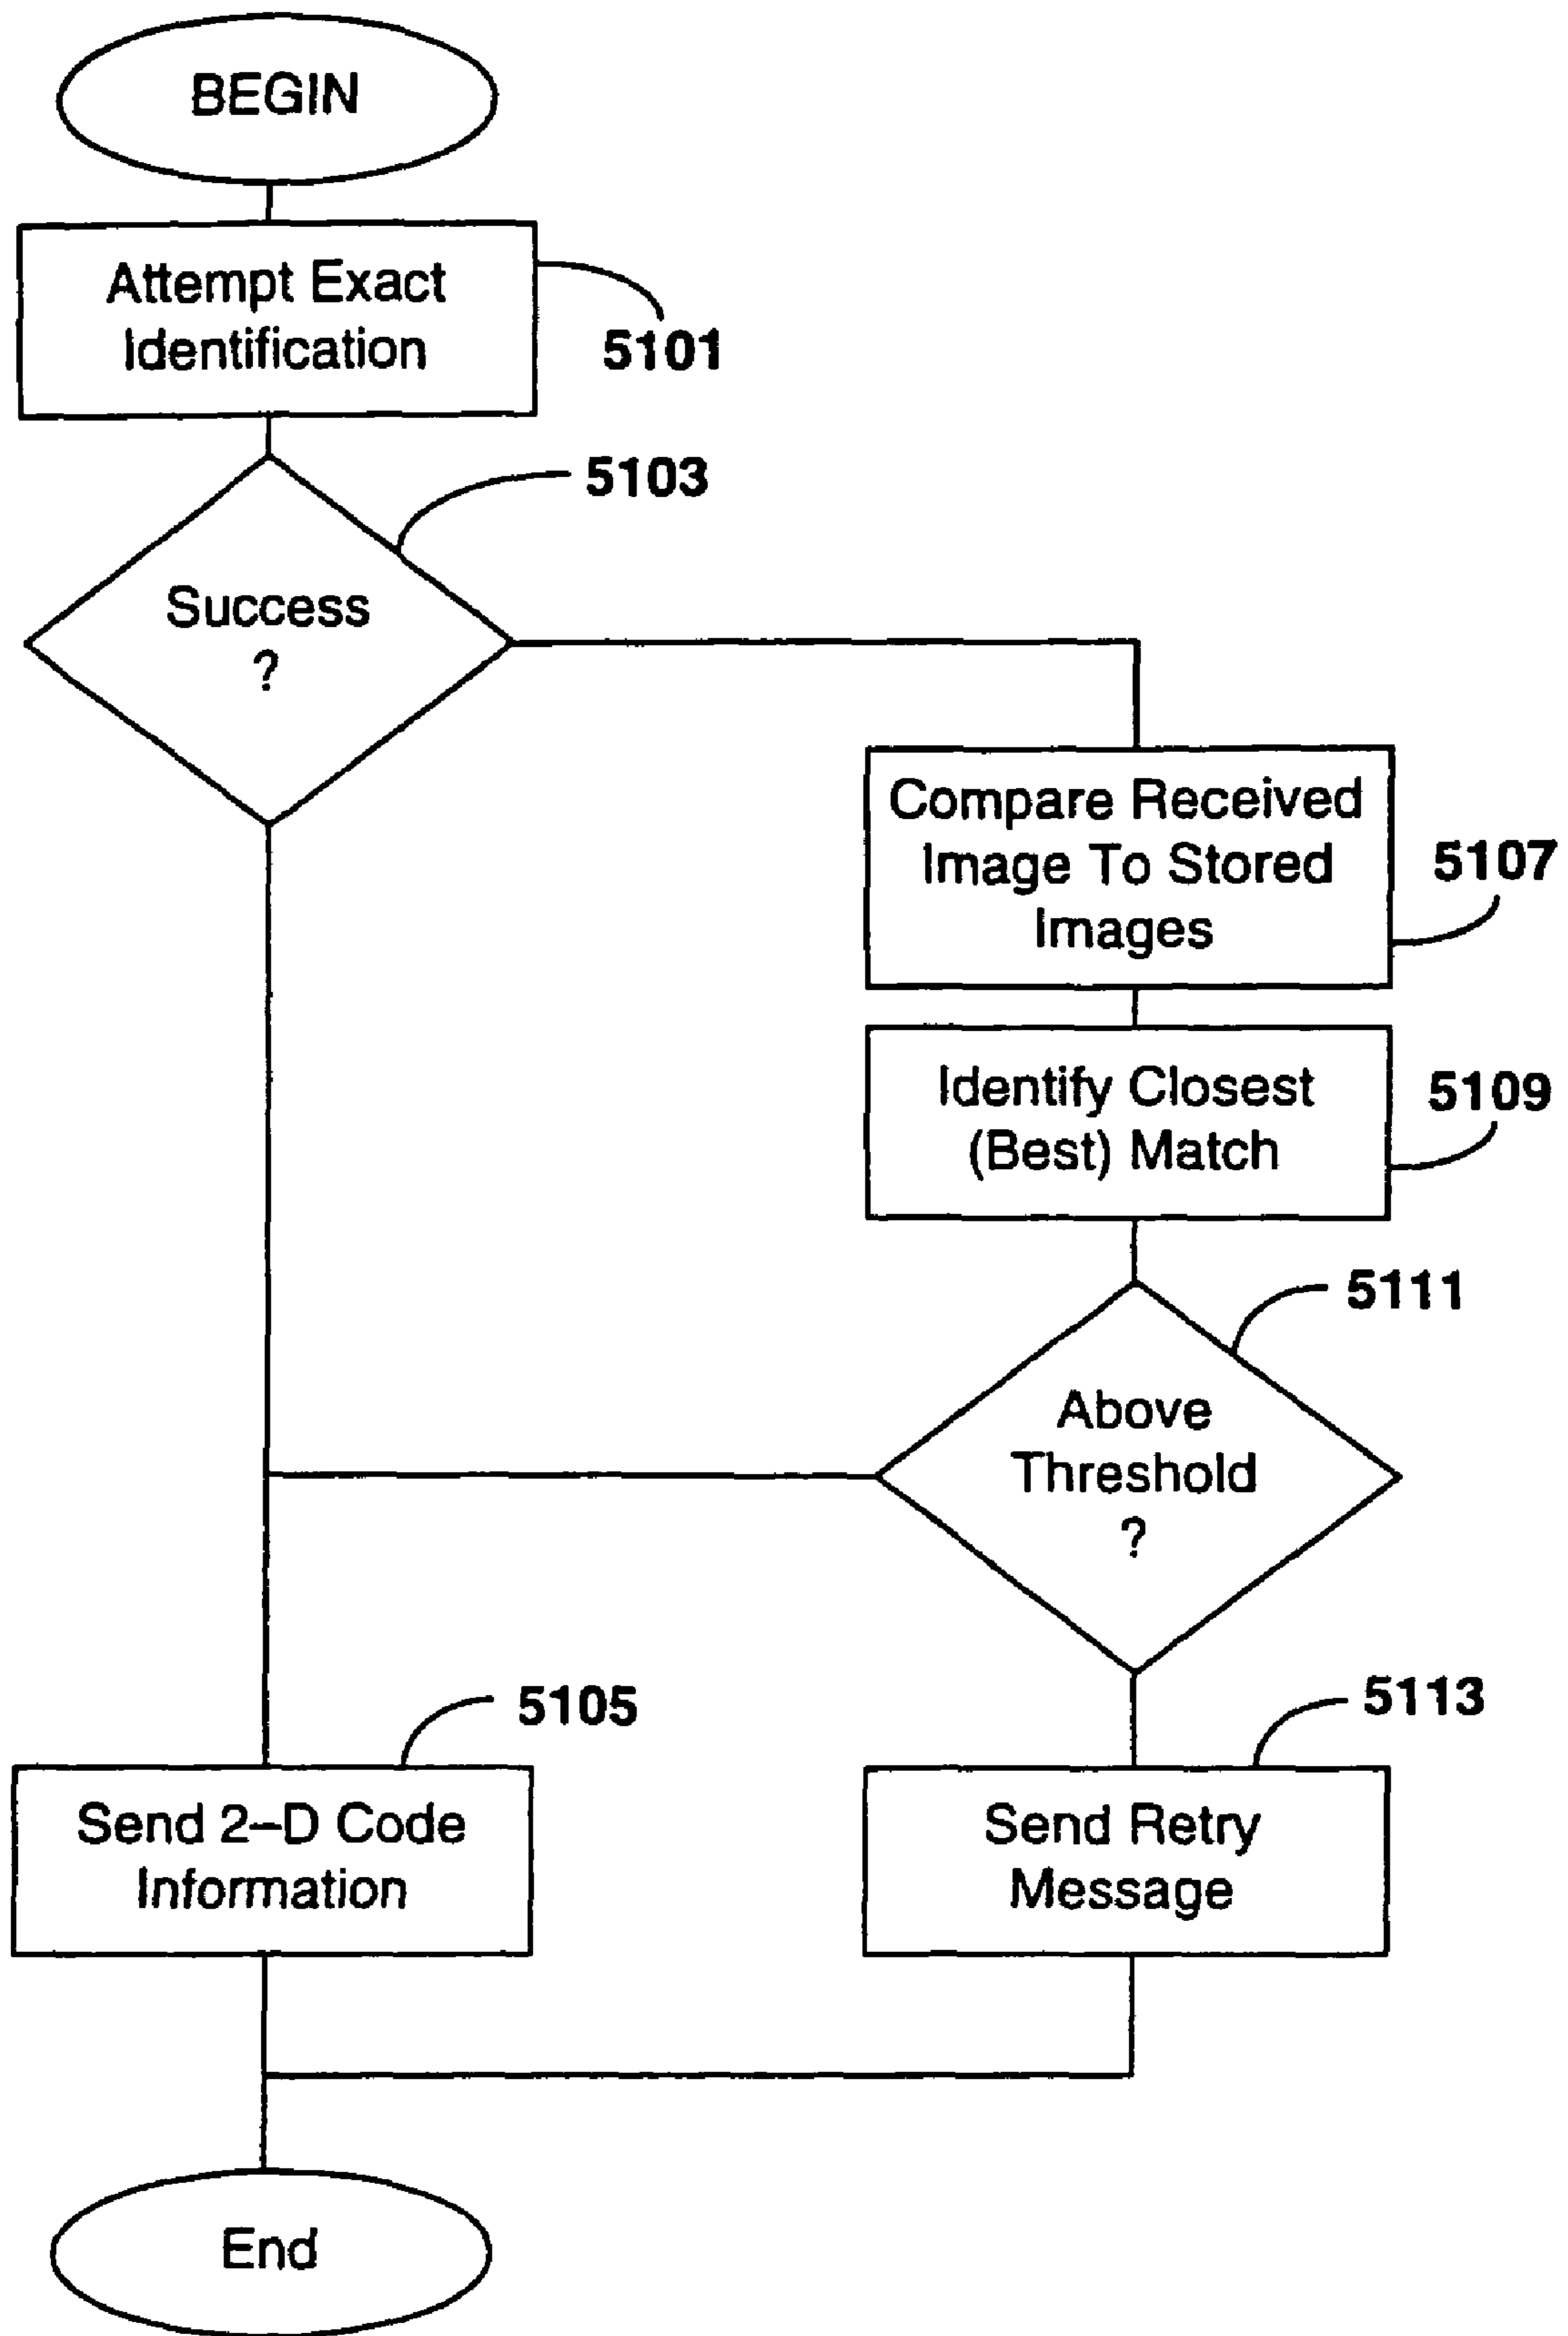 BEGIN
Attempt Exact
Identification
5101
5103
Success
?
Compare Received
Image To Stored
Images
5107
Identify Closest
(Best) Match
5109
5111
Above
Threshold
?
5105
Send 2–D Code
Information
5113
Send Retry
Message
End